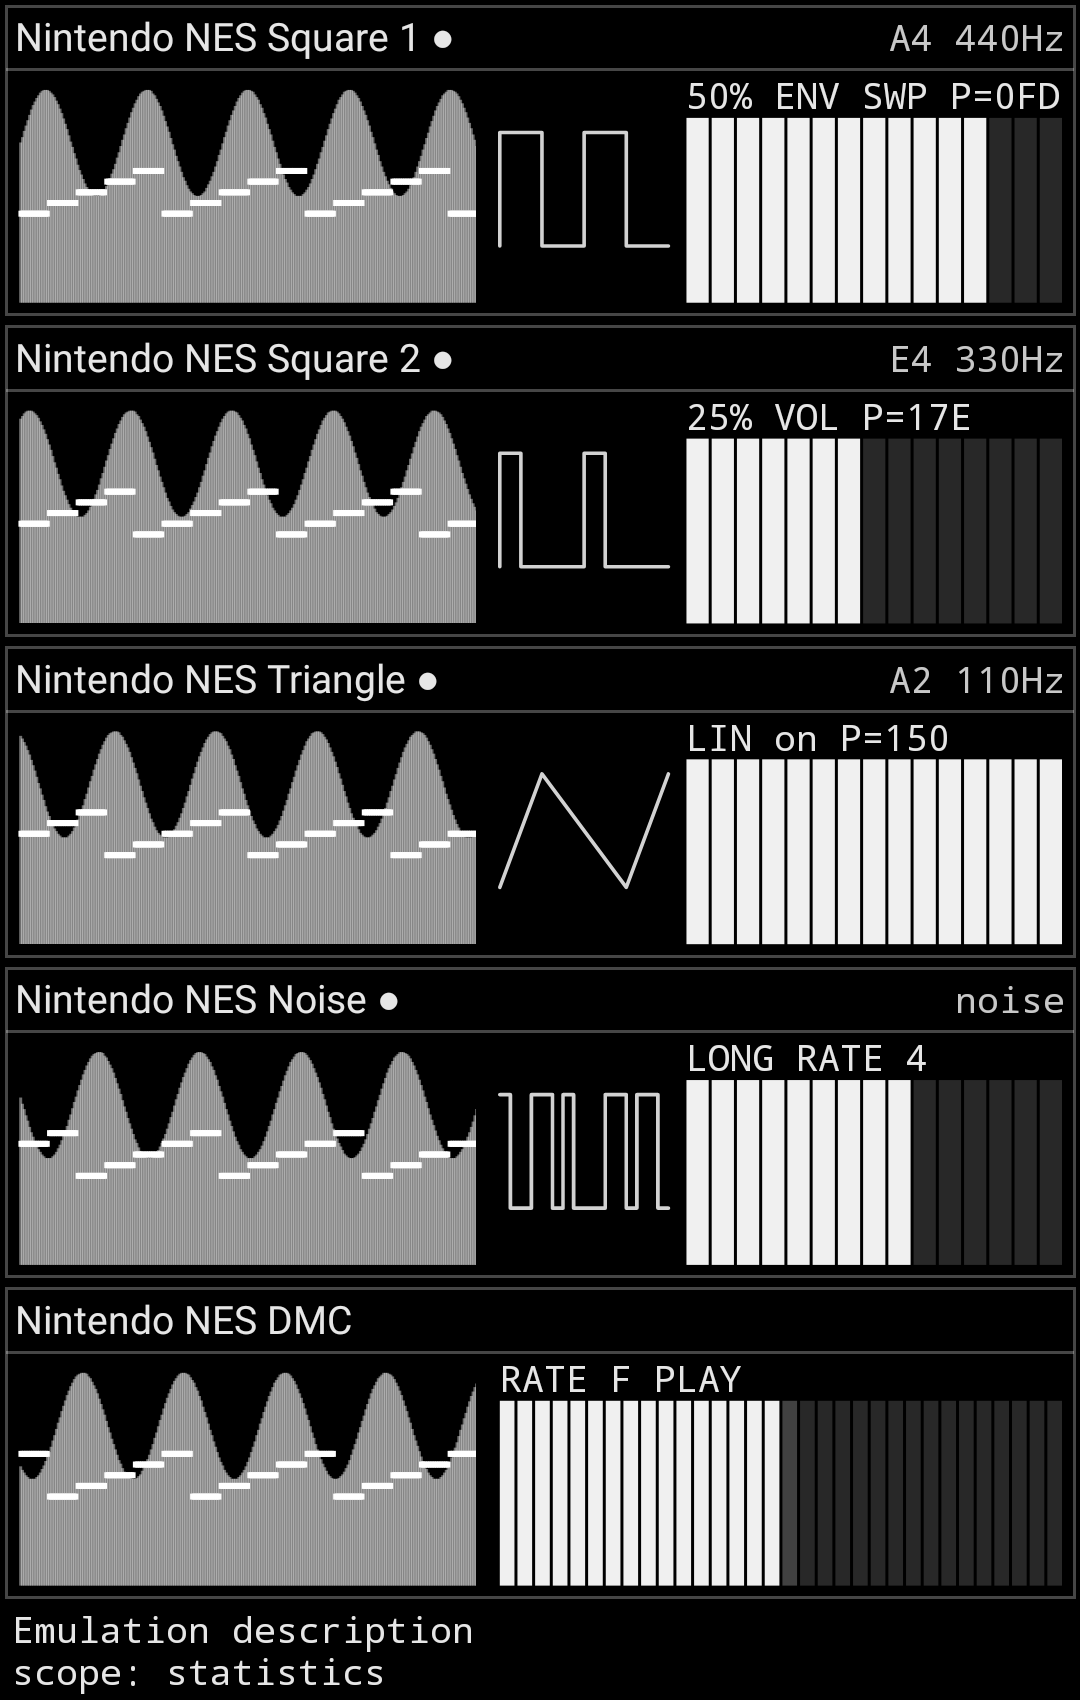 Nintendo NES Square 1 ● A4 440Hz
50% ENV SWP P=0FD
Nintendo NES Square 2 ● E4 330Hz
25% VOL P=17E
Nintendo NES Triangle ● A2 110Hz
LIN on P=150
Nintendo NES Noise ● noise
LONG RATE 4
Nintendo NES DMC
RATE F PLAY
Emulation description
scope: statistics